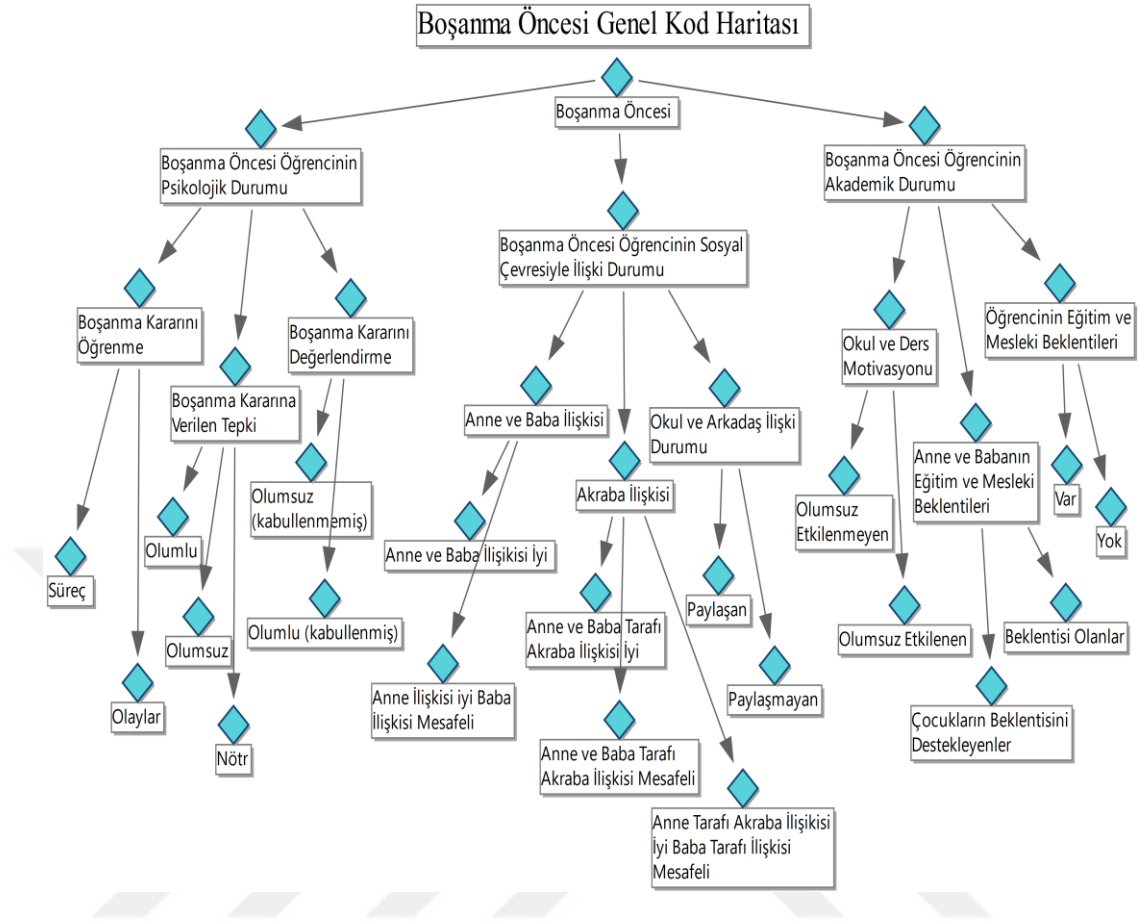 Boşanma Öncesi Genel Kod Haritası
Boşanma Öncesi
Boşanma Öncesi Öğrencinin
Psikolojik Durumu
Boşanma Öncesi Öğrencinin
Akademik Durumu
Boşanma Öncesi Öğrencinin Sosyal
Çevresiyle İlişki Durumu
Boşanma Kararını
Öğrenme
Boşanma Kararını
Değerlendirme
Öğrencinin Eğitim ve
Mesleki Beklentileri
Okul ve Ders
Motivasyonu
Boşanma Kararına
Verilen Tepki
Anne ve Baba İlişkisi
Okul ve Arkadaş İlişki
Durumu
Anne ve Babanın
Eğitim ve Mesleki
Beklentileri
Olumsuz
(kabullenmemiş)
Akraba İlişkisi
Olumsuz
Etkilenmeyen
Var
Yok
Olumlu
Anne ve Baba İlişikisi İyi
Süreç
Paylaşan
Olumlu (kabullenmiş)
Anne ve Baba Tarafı
Akraba İlişkisi İyi
Olumsuz Etkilenen
Beklentisi Olanlar
Olumsuz
Anne İlişkisi iyi Baba
İlişkisi Mesafeli
Paylaşmayan
Olaylar
Çocukların Beklentisini
Destekleyenler
Nötr
Anne ve Baba Tarafı
Akraba İlişkisi Mesafeli
Anne Tarafı Akraba İlişikisi
İyi Baba Tarafı İlişkisi
Mesafeli